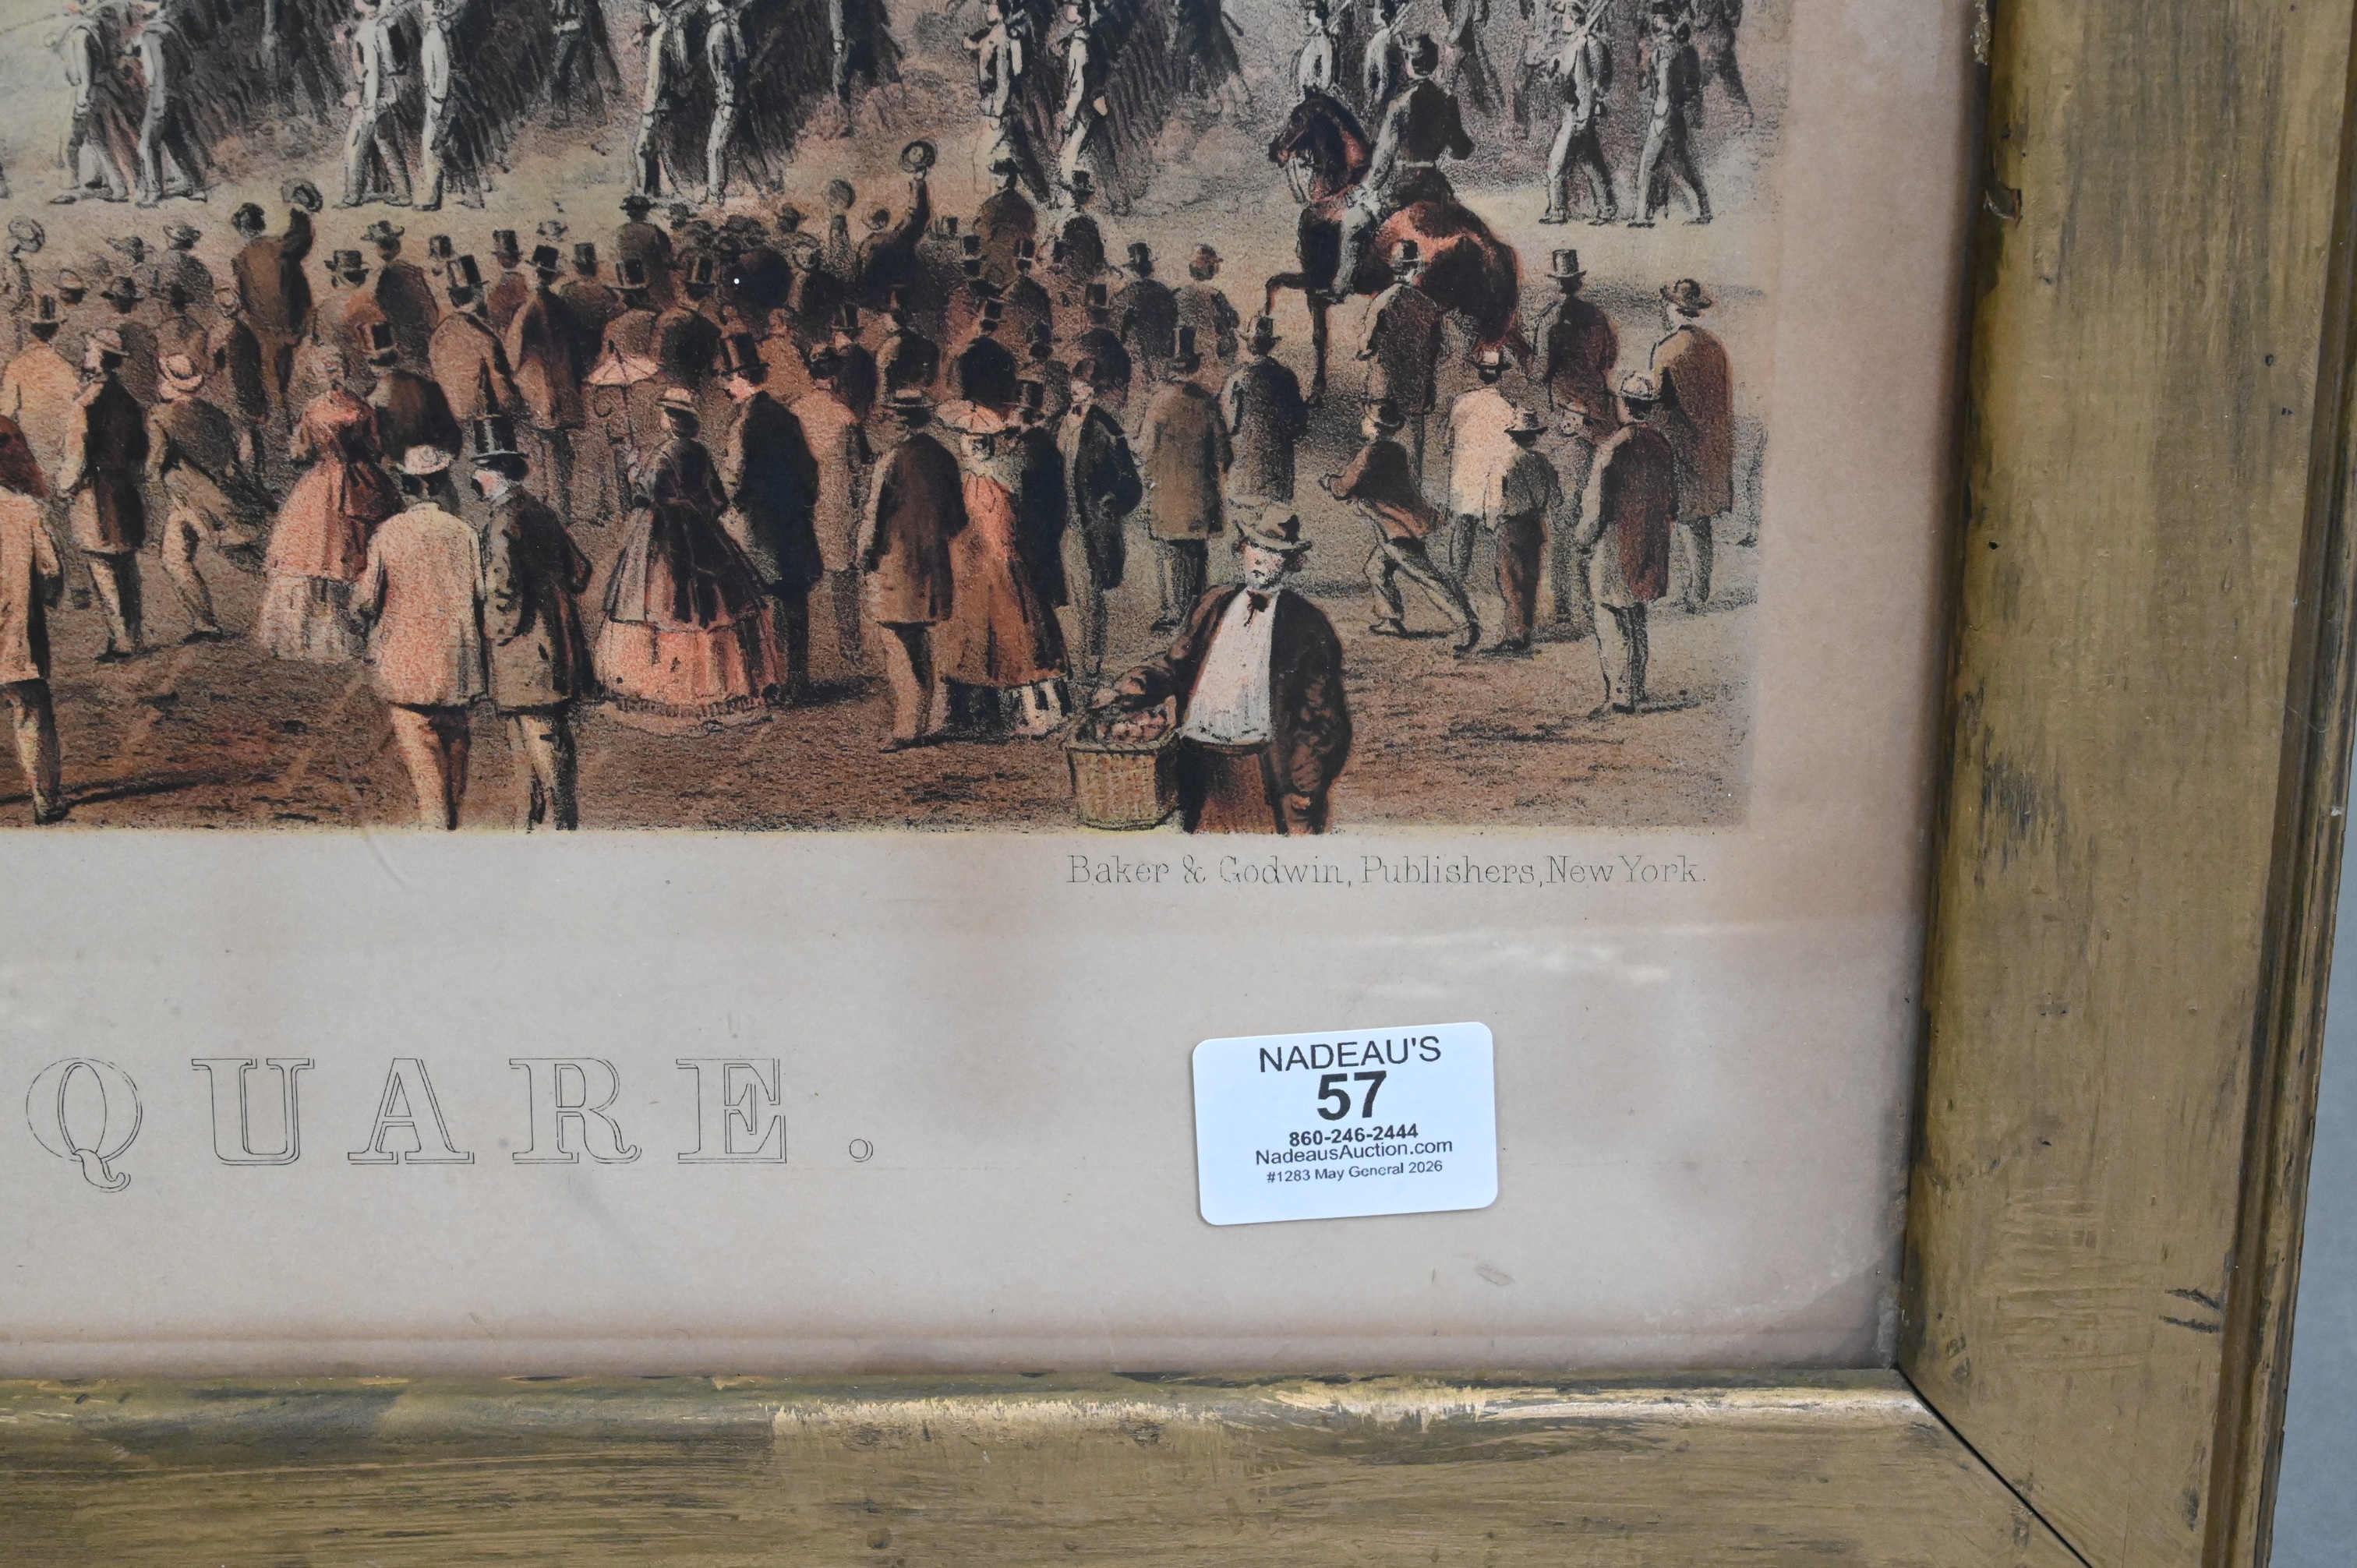 Baker & Godwin, Publishers, New York.
QUARE.
NADEAU'S
57
860-246-2444
NadeausAuction.com
#1283 May General 2026